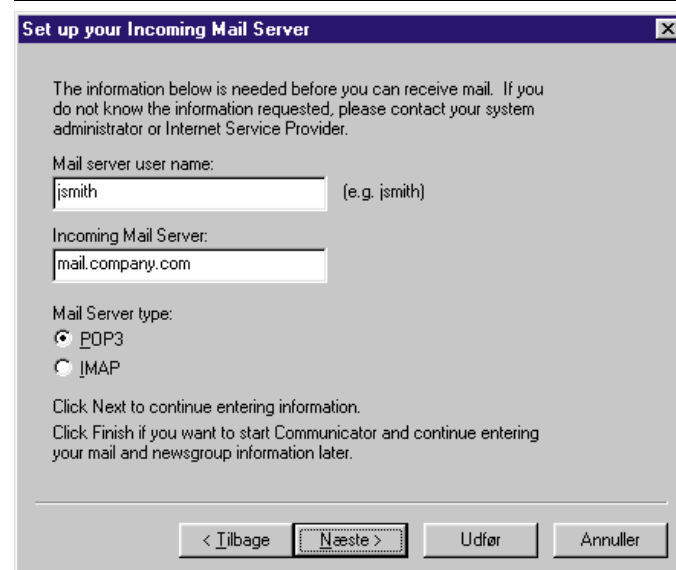 Set up your Incoming Mail Server
The information below is needed before you can receive mail. If you
do not know the information requested, please contact your system
administrator or Internet Service Provider.
Mail server user name:
jsmith (e.g. jsmith)
Incoming Mail Server:
mail.company.com
Mail Server type:
POP3
IMAP
Click Next to continue entering information.
Click Finish if you want to start Communicator and continue entering
your mail and newsgroup information later.
< Tilbage Næste > Udfør Annuller